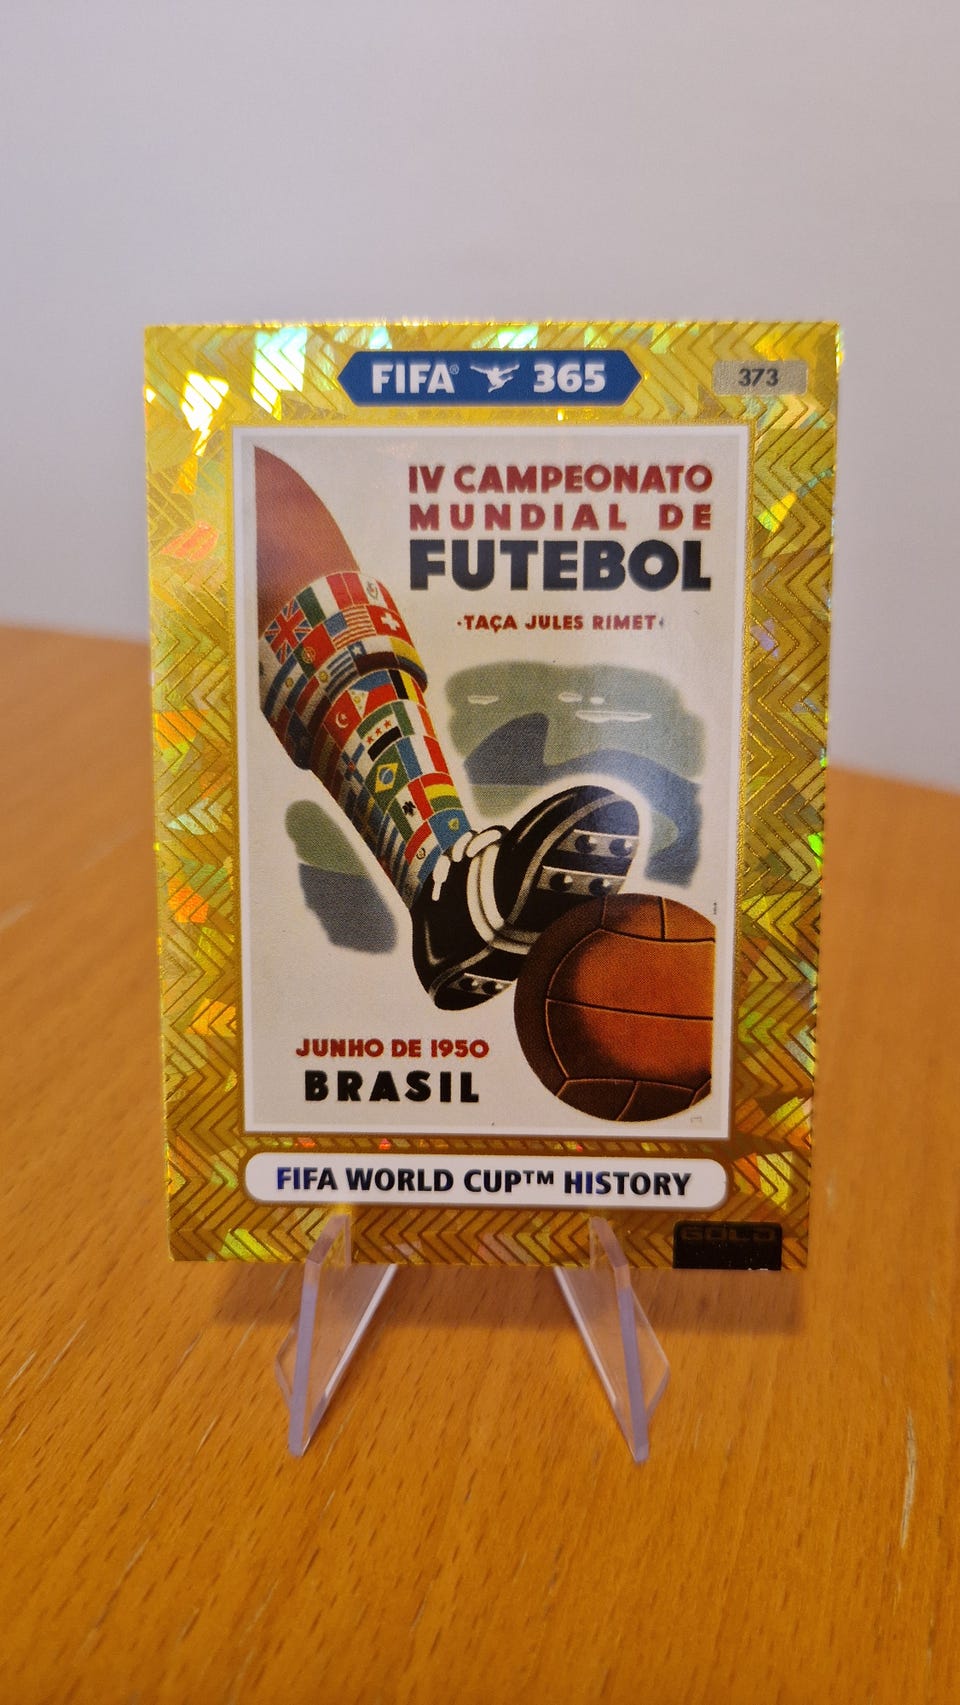 FIFA® 365
373
IV CAMPEONATO
MUNDIAL DE
FUTEBOL
·TAÇA JULES RIMET·
JUNHO DE 1950
BRASIL
FIFA WORLD CUP™ HISTORY
GOLD